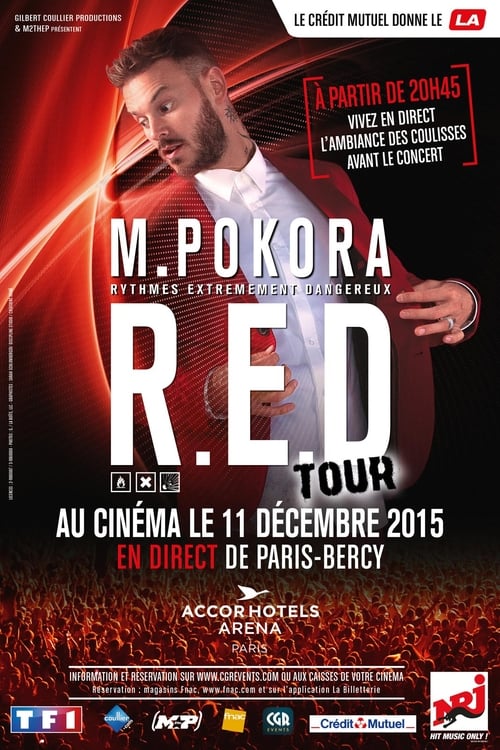 GILBERT COULLIER PRODUCTIONS
& M2THEP PRÉSENTENT
LE CRÉDIT MUTUEL DONNE LE LA
À PARTIR DE 20H45
VIVEZ EN DIRECT
L'AMBIANCE DES COULISSES
AVANT LE CONCERT
M.POKORA
RYTHMES EXTREMEMENT DANGEREUX
R.E.D
TOUR
AU CINÉMA LE 11 DÉCEMBRE 2015
EN DIRECT DE PARIS-BERCY
ACCORHOTELS
ARENA
PARIS
INFORMATION ET RÉSERVATION SUR WWW.CGREVENTS.COM OU AUX CAISSES DE VOTRE CINÉMA
Réservation : magasins Fnac, www.fnac.com et sur l'application La Billetterie
TF1
coullier
M2P
fnac
CGR
EVENTS
Crédit Mutuel
NRJ
HIT MUSIC ONLY !